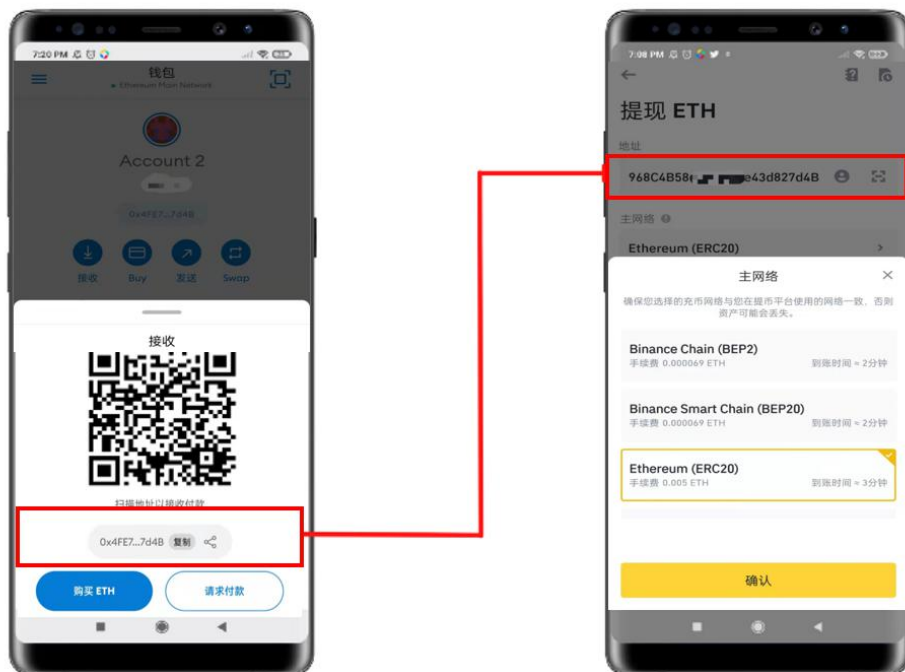 7:20 PM
钱包
Ethereum Main Network
Account 2
0x4FE7...7d4B
接收
Buy
发送
Swap
接收
扫描地址以接收付款
0x4FE7...7d4B
复制
购买 ETH
请求付款
7:08 PM
提现 ETH
地址
968C4B58
e43d827d4B
主网络
Ethereum (ERC20)
主网络
确保您选择的充币网络与您在提币平台使用的网络一致，否则
资产可能会丢失。
Binance Chain (BEP2)
手续费 0.000069 ETH
到账时间 ≈ 2分钟
Binance Smart Chain (BEP20)
手续费 0.000069 ETH
到账时间 ≈ 2分钟
Ethereum (ERC20)
手续费 0.005 ETH
到账时间 ≈ 3分钟
确认